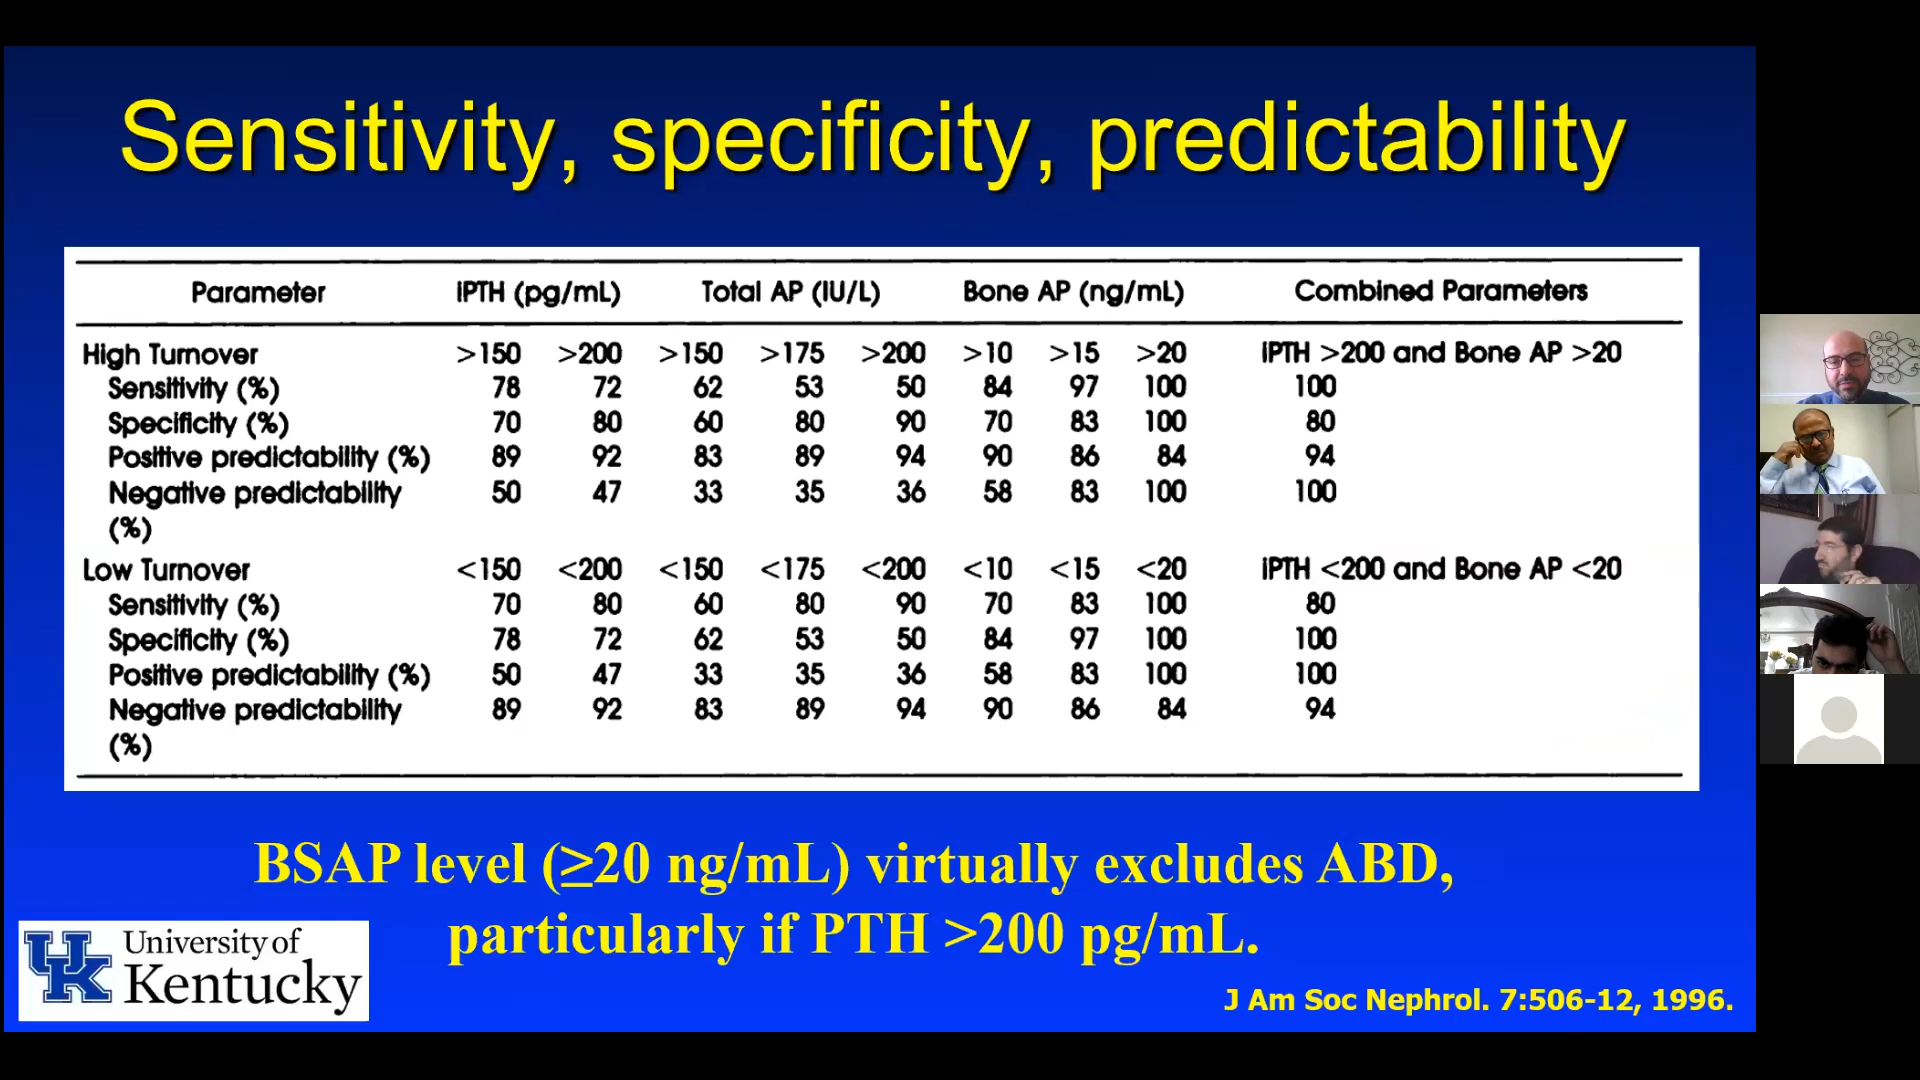 Sensitivity, specificity, predictability
Parameter iPTH (pg/mL) Total AP (IU/L) Bone AP (ng/mL) Combined Parameters
High Turnover >150 >200 >150 >175 >200 >10 >15 >20 iPTH >200 and Bone AP >20
Sensitivity (%) 78 72 62 53 50 84 97 100 100
Specificity (%) 70 80 60 80 90 70 83 100 80
Positive predictability (%) 89 92 83 89 94 90 86 84 94
Negative predictability 50 47 33 35 36 58 83 100 100
(%)
Low Turnover <150 <200 <150 <175 <200 <10 <15 <20 iPTH <200 and Bone AP <20
Sensitivity (%) 70 80 60 80 90 70 83 100 80
Specificity (%) 78 72 62 53 50 84 97 100 100
Positive predictability (%) 50 47 33 35 36 58 83 100 100
Negative predictability 89 92 83 89 94 90 86 84 94
(%)
BSAP level (≥20 ng/mL) virtually excludes ABD,
particularly if PTH >200 pg/mL.
UK University of
Kentucky
J Am Soc Nephrol. 7:506-12, 1996.